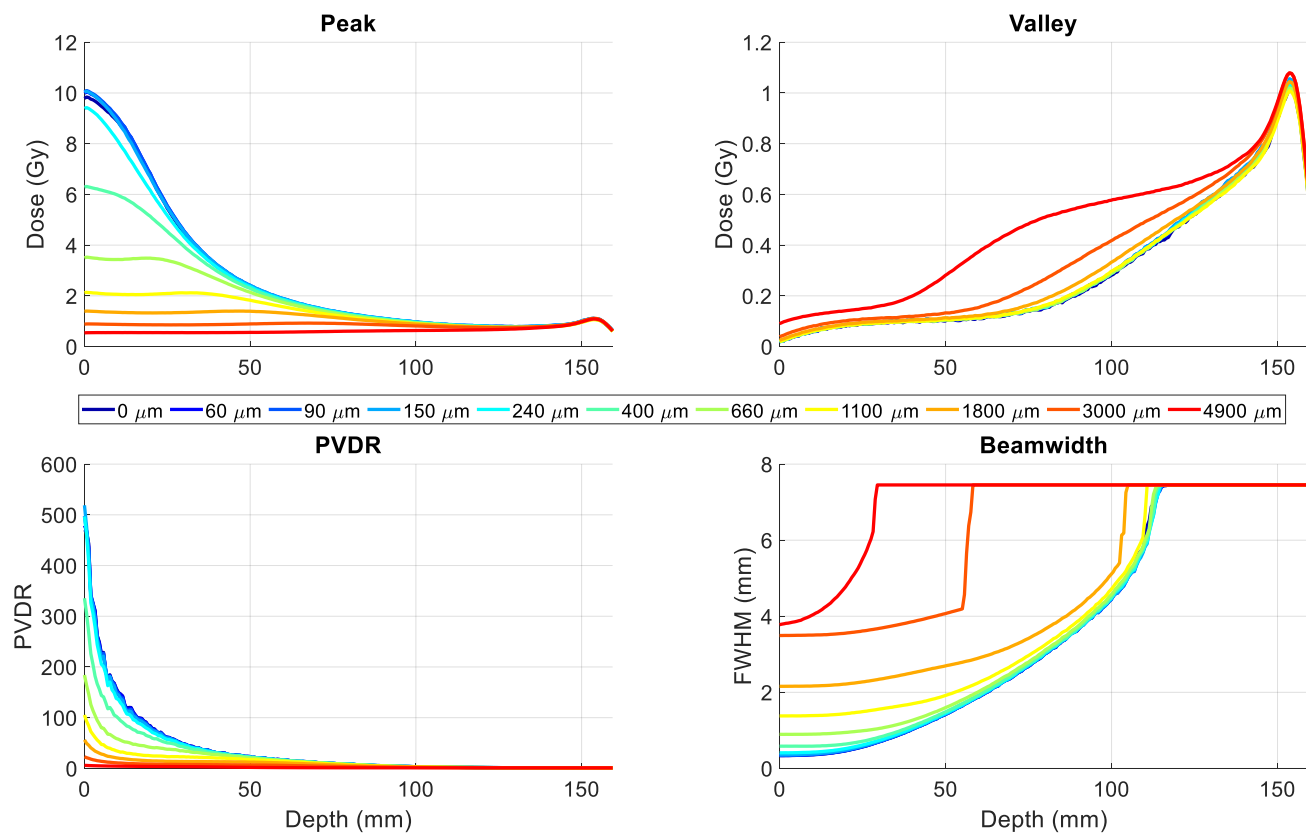 Peak
12
10
8
6
4
2
0
Dose (Gy)
0 50 100 150
Valley
1.2
1
0.8
0.6
0.4
0.2
0
Dose (Gy)
0 50 100 150
0 μm 60 μm 90 μm 150 μm 240 μm 400 μm 660 μm 1100 μm 1800 μm 3000 μm 4900 μm
PVDR
600
500
400
300
200
100
0
PVDR
0 50 100 150
Depth (mm)
Beamwidth
8
6
4
2
0
FWHM (mm)
0 50 100 150
Depth (mm)